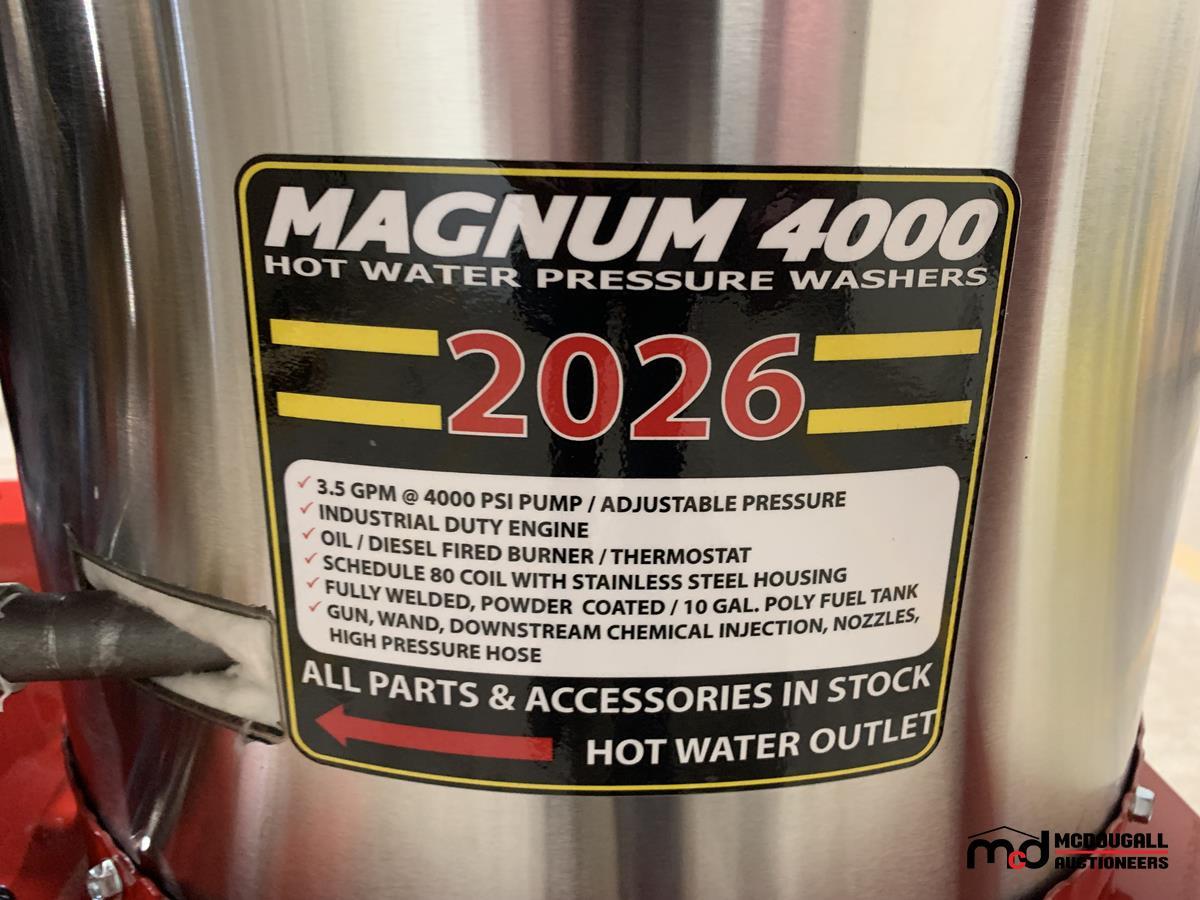 MAGNUM 4000
HOT WATER PRESSURE WASHERS
2026
✓ 3.5 GPM @ 4000 PSI PUMP / ADJUSTABLE PRESSURE
✓ INDUSTRIAL DUTY ENGINE
✓ OIL / DIESEL FIRED BURNER / THERMOSTAT
✓ SCHEDULE 80 COIL WITH STAINLESS STEEL HOUSING
✓ FULLY WELDED, POWDER COATED / 10 GAL. POLY FUEL TANK
✓ GUN, WAND, DOWNSTREAM CHEMICAL INJECTION, NOZZLES,
HIGH PRESSURE HOSE
ALL PARTS & ACCESSORIES IN STOCK
HOT WATER OUTLET
mcd MCDOUGALL
AUCTIONEERS